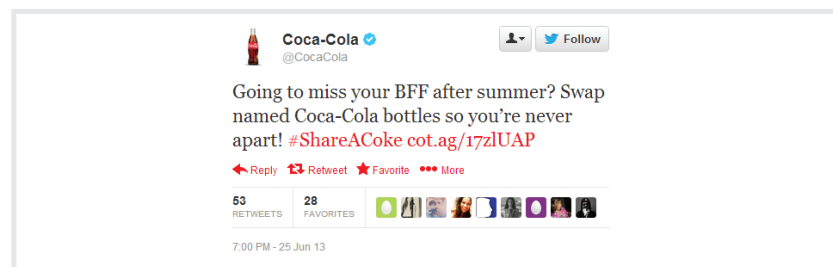 Coca-Cola
Follow
@CocaCola
Going to miss your BFF after summer? Swap
named Coca-Cola bottles so you're never
apart! #ShareACoke cot.ag/17zlUAP
Reply Retweet Favorite More
53 28
RETWEETS FAVORITES
7:00 PM - 25 Jun 13